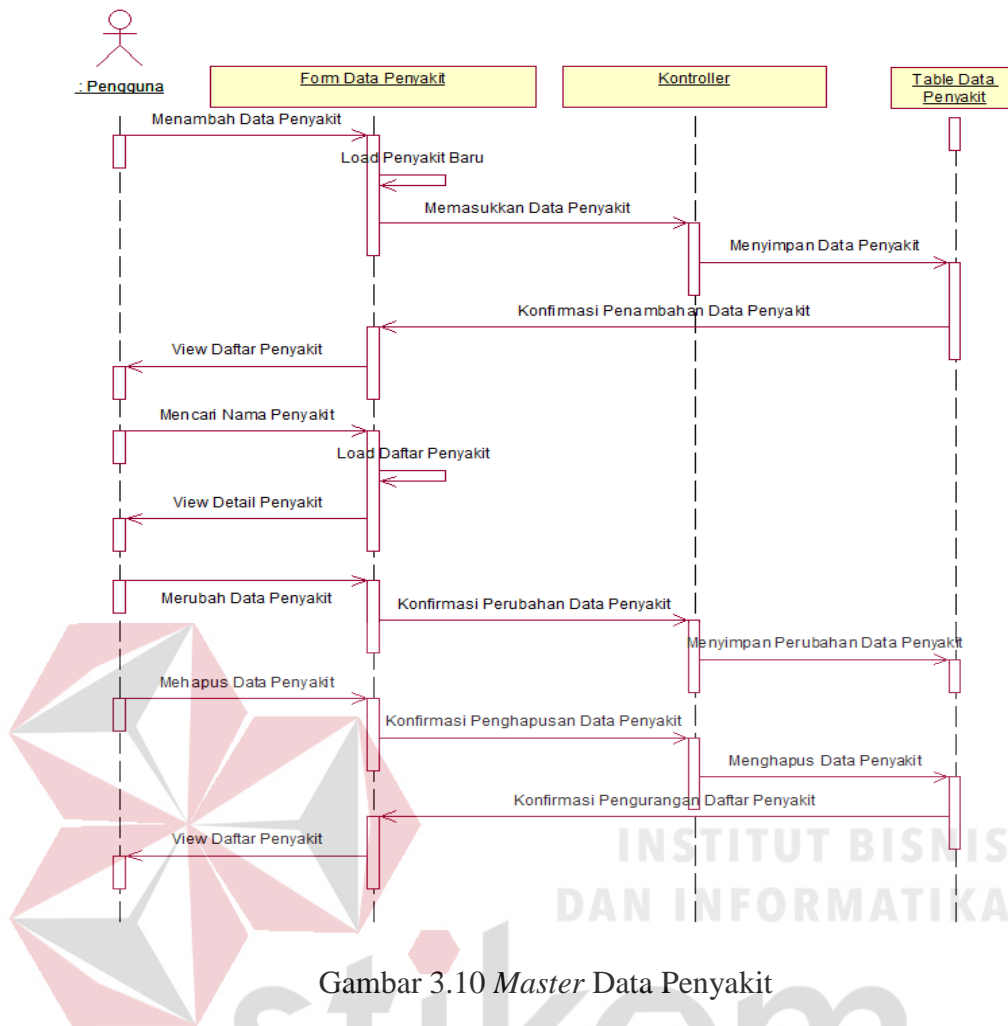 : Pengguna
Form Data Penyakit
Kontroller
Table Data
Penyakit
Menambah Data Penyakit
Load Penyakit Baru
Memasukkan Data Penyakit
Menyimpan Data Penyakit
Konfirmasi Penambahan Data Penyakit
View Daftar Penyakit
Mencari Nama Penyakit
Load Daftar Penyakit
View Detail Penyakit
Merubah Data Penyakit
Konfirmasi Perubahan Data Penyakit
Menyimpan Perubahan Data Penyakit
Mehapus Data Penyakit
Konfirmasi Penghapusan Data Penyakit
Menghapus Data Penyakit
Konfirmasi Pengurangan Daftar Penyakit
View Daftar Penyakit
INSTITUT BISNIS
DAN INFORMATIKA
Gambar 3.10 Master Data Penyakit
stikom